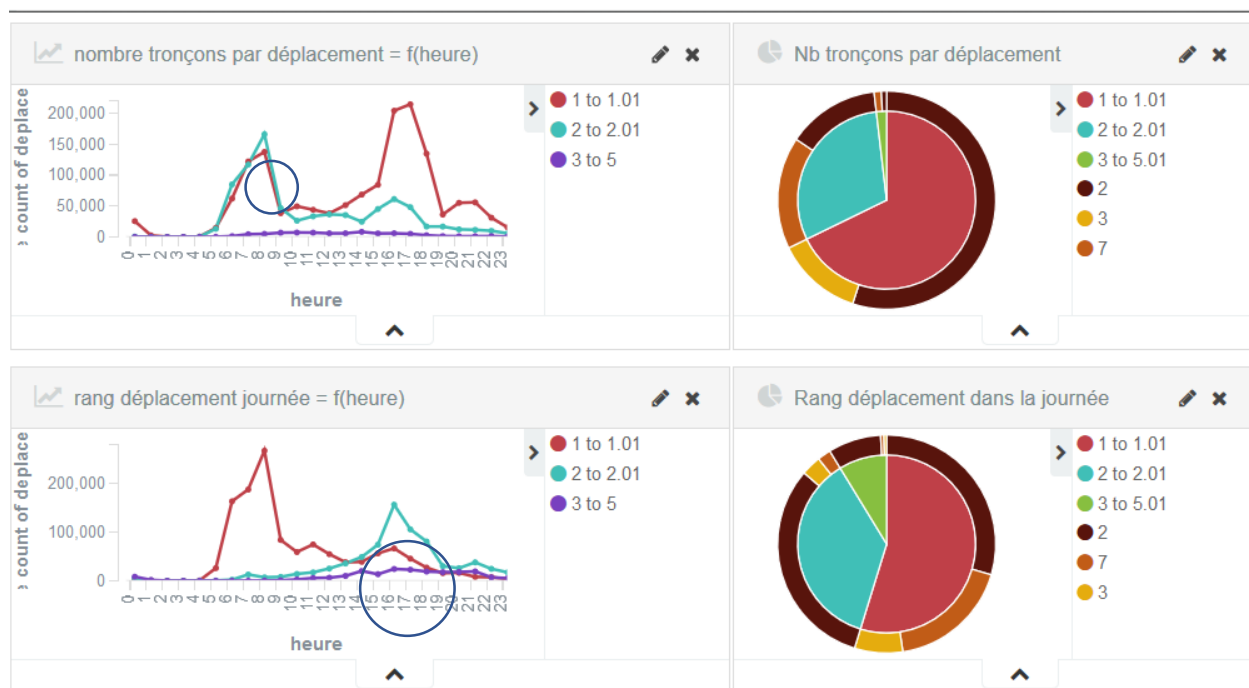 nombre tronçons par déplacement = f(heure)
e count of deplace
200,000
150,000
100,000
50,000
0
0 1 2 3 4 5 6 7 8 9 10 11 12 13 14 15 16 17 18 19 20 21 22 23
heure
1 to 1.01
2 to 2.01
3 to 5
Nb tronçons par déplacement
1 to 1.01
2 to 2.01
3 to 5.01
2
3
7
rang déplacement journée = f(heure)
e count of deplace
200,000
100,000
0
0 1 2 3 4 5 6 7 8 9 10 11 12 13 14 15 16 17 18 19 20 21 22 23
heure
1 to 1.01
2 to 2.01
3 to 5
Rang déplacement dans la journée
1 to 1.01
2 to 2.01
3 to 5.01
2
7
3